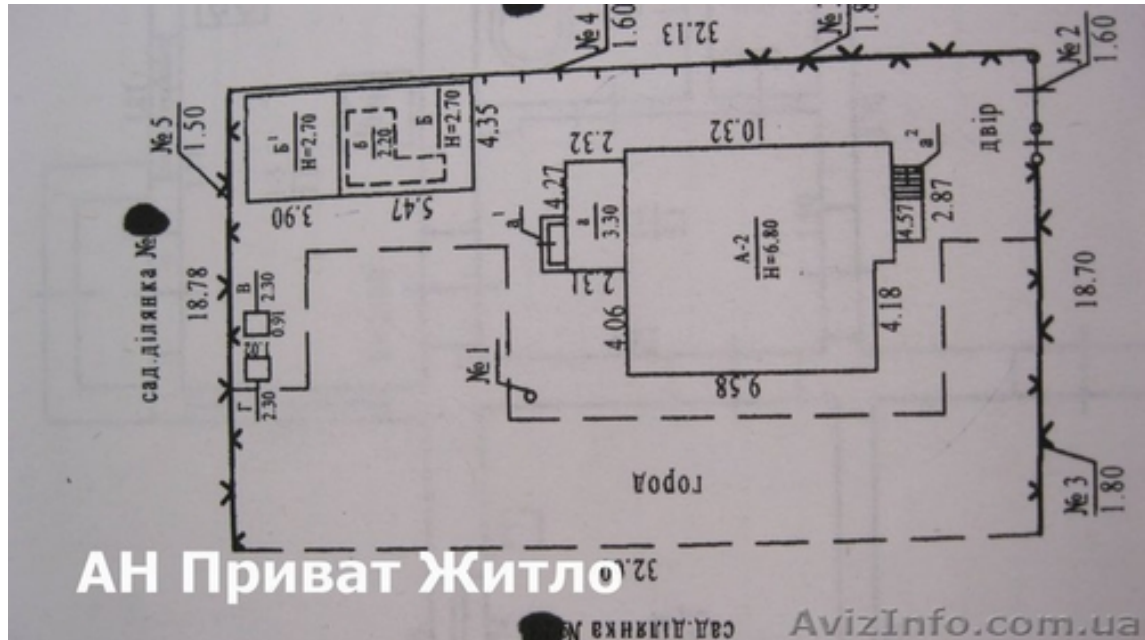 №4
1.60
32.13
№2
1.60
№5
1.50
Б¹
H=2.70
б
2.20
Б
H=2.70
4.35
3.90
5.47
2.32
10.32
4.27
а¹
в
3.30
2.31
4.06
А-2
H=6.80
а²
4.57
2.87
двір
сад.ділянка №
18.78
В
2.30
0.91
Г
2.30
№1
9.58
4.18
18.70
город
№3
1.80
АН Приват Житло
сад.ділянка №
AvizInfo.com.ua